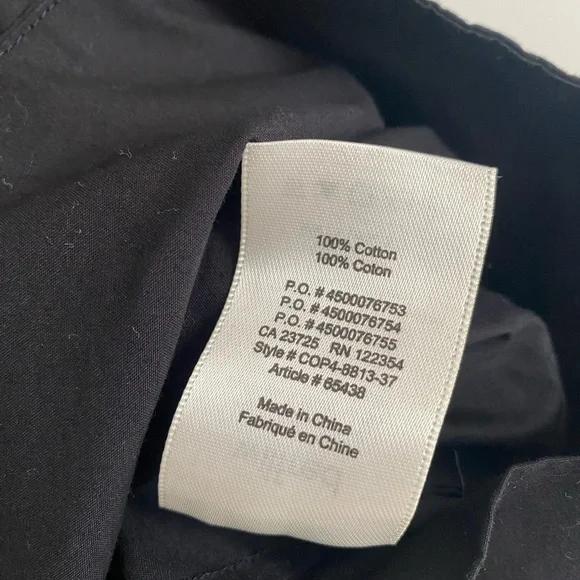 100% Cotton
100% Coton
P.O. # 4500076753
P.O. # 4500076754
P.O. # 4500076755
CA 23725 RN 122354
Style # COP4-8813-37
Article # 65438
Made in China
Fabriqué en Chine